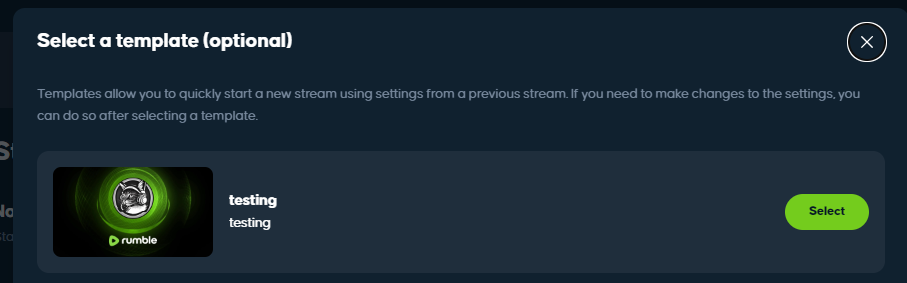 Select a template (optional)
Templates allow you to quickly start a new stream using settings from a previous stream. If you need to make changes to the settings, you
can do so after selecting a template.
testing
testing
Select
rumble